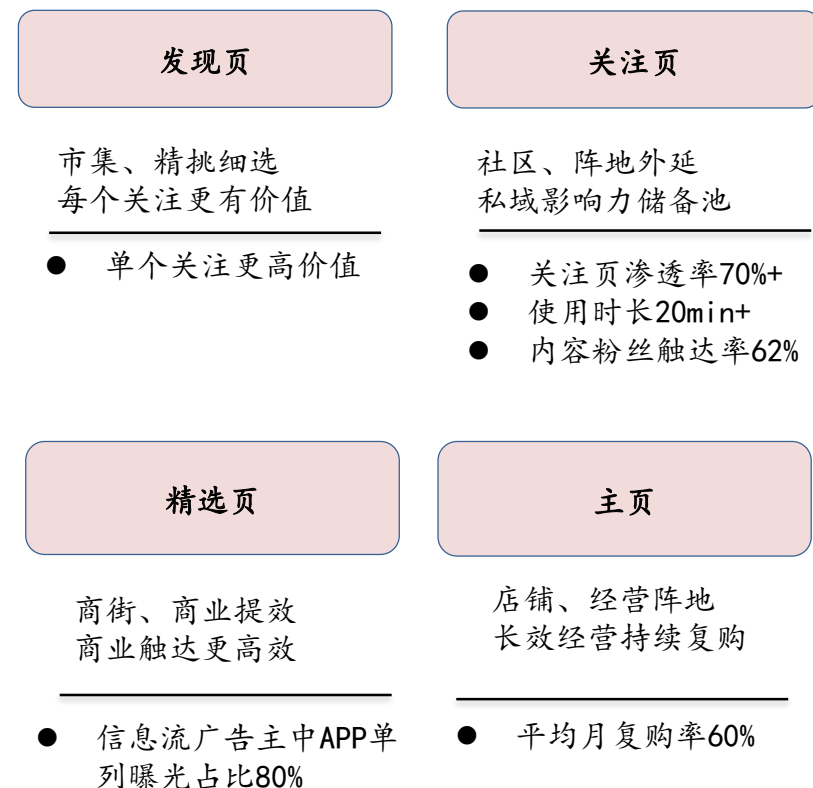 发现页
市集、精挑细选
每个关注更有价值
● 单个关注更高价值
关注页
社区、阵地外延
私域影响力储备池
● 关注页渗透率70%+
● 使用时长20min+
● 内容粉丝触达率62%
精选页
商街、商业提效
商业触达更高效
● 信息流广告主中APP单
列曝光占比80%
主页
店铺、经营阵地
长效经营持续复购
● 平均月复购率60%